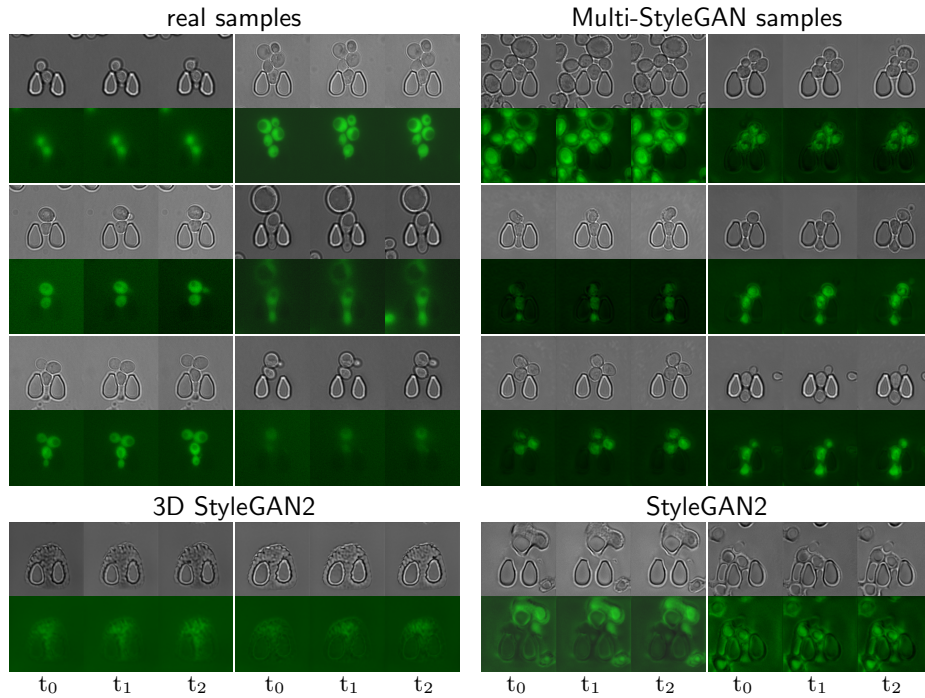 real samples
Multi-StyleGAN samples
3D StyleGAN2
StyleGAN2
t₀ t₁ t₂ t₀ t₁ t₂ t₀ t₁ t₂ t₀ t₁ t₂